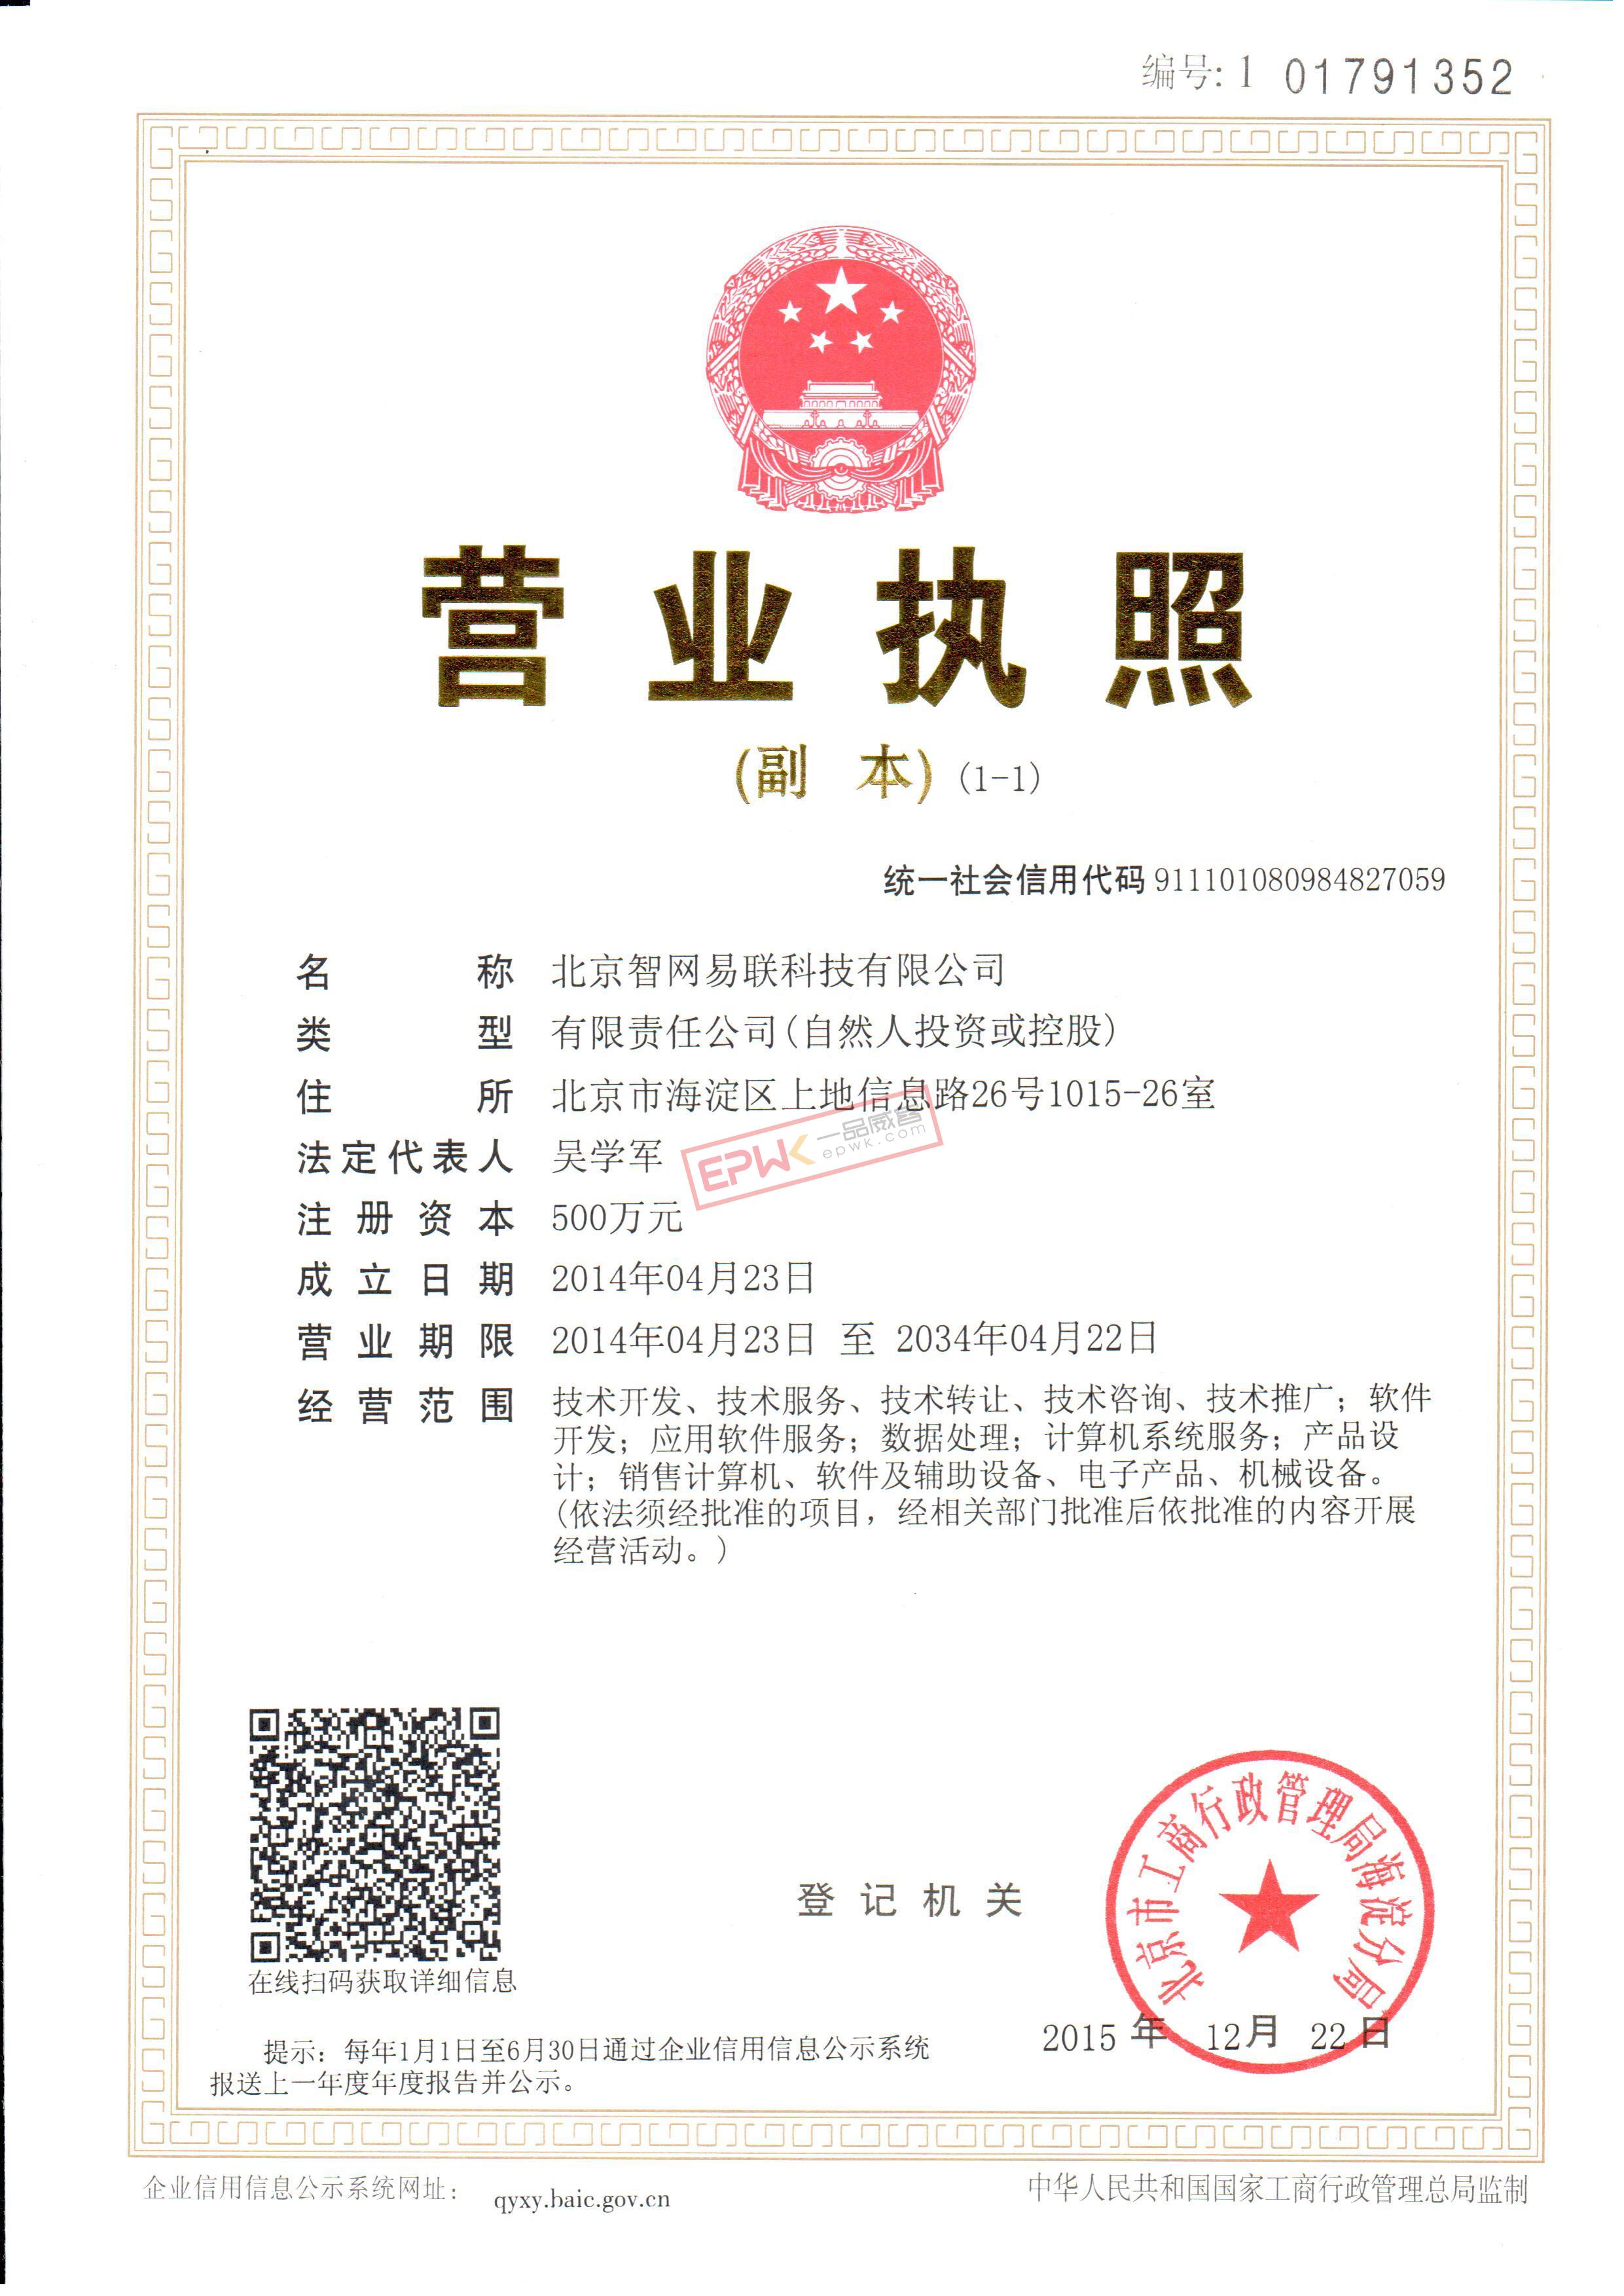 编号: 1 01791352
营业执照
(副 本) (1-1)
统一社会信用代码 911101080984827059
名 称 北京智网易联科技有限公司
类 型 有限责任公司(自然人投资或控股)
住 所 北京市海淀区上地信息路26号1015-26室
法定代表人 吴学军
EPWK 一品威客
epwk.com
注 册 资 本 500万元
成 立 日 期 2014年04月23日
营 业 期 限 2014年04月23日 至 2034年04月22日
经 营 范 围 技术开发、技术服务、技术转让、技术咨询、技术推广；软件
开发；应用软件服务；数据处理；计算机系统服务；产品设
计；销售计算机、软件及辅助设备、电子产品、机械设备。
(依法须经批准的项目，经相关部门批准后依批准的内容开展
经营活动。)
在线扫码获取详细信息
登 记 机 关
北京市工商行政管理局海淀分局
2015 年 12月 22 日
提示：每年1月1日至6月30日通过企业信用信息公示系统
报送上一年度年度报告并公示。
企业信用信息公示系统网址： qyxy.baic.gov.cn
中华人民共和国国家工商行政管理总局监制